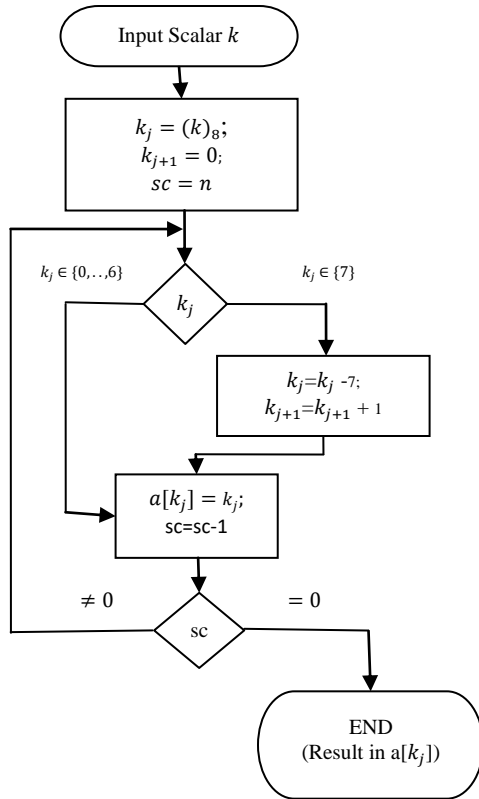 Input Scalar k
k_j = (k)_8;
k_{j+1} = 0;
sc = n
k_j ∈ {0,..,6}
k_j ∈ {7}
k_j
k_j=k_j -7;
k_{j+1}=k_{j+1} + 1
a[k_j] = k_j;
sc=sc-1
≠ 0
= 0
sc
END
(Result in a[k_j])